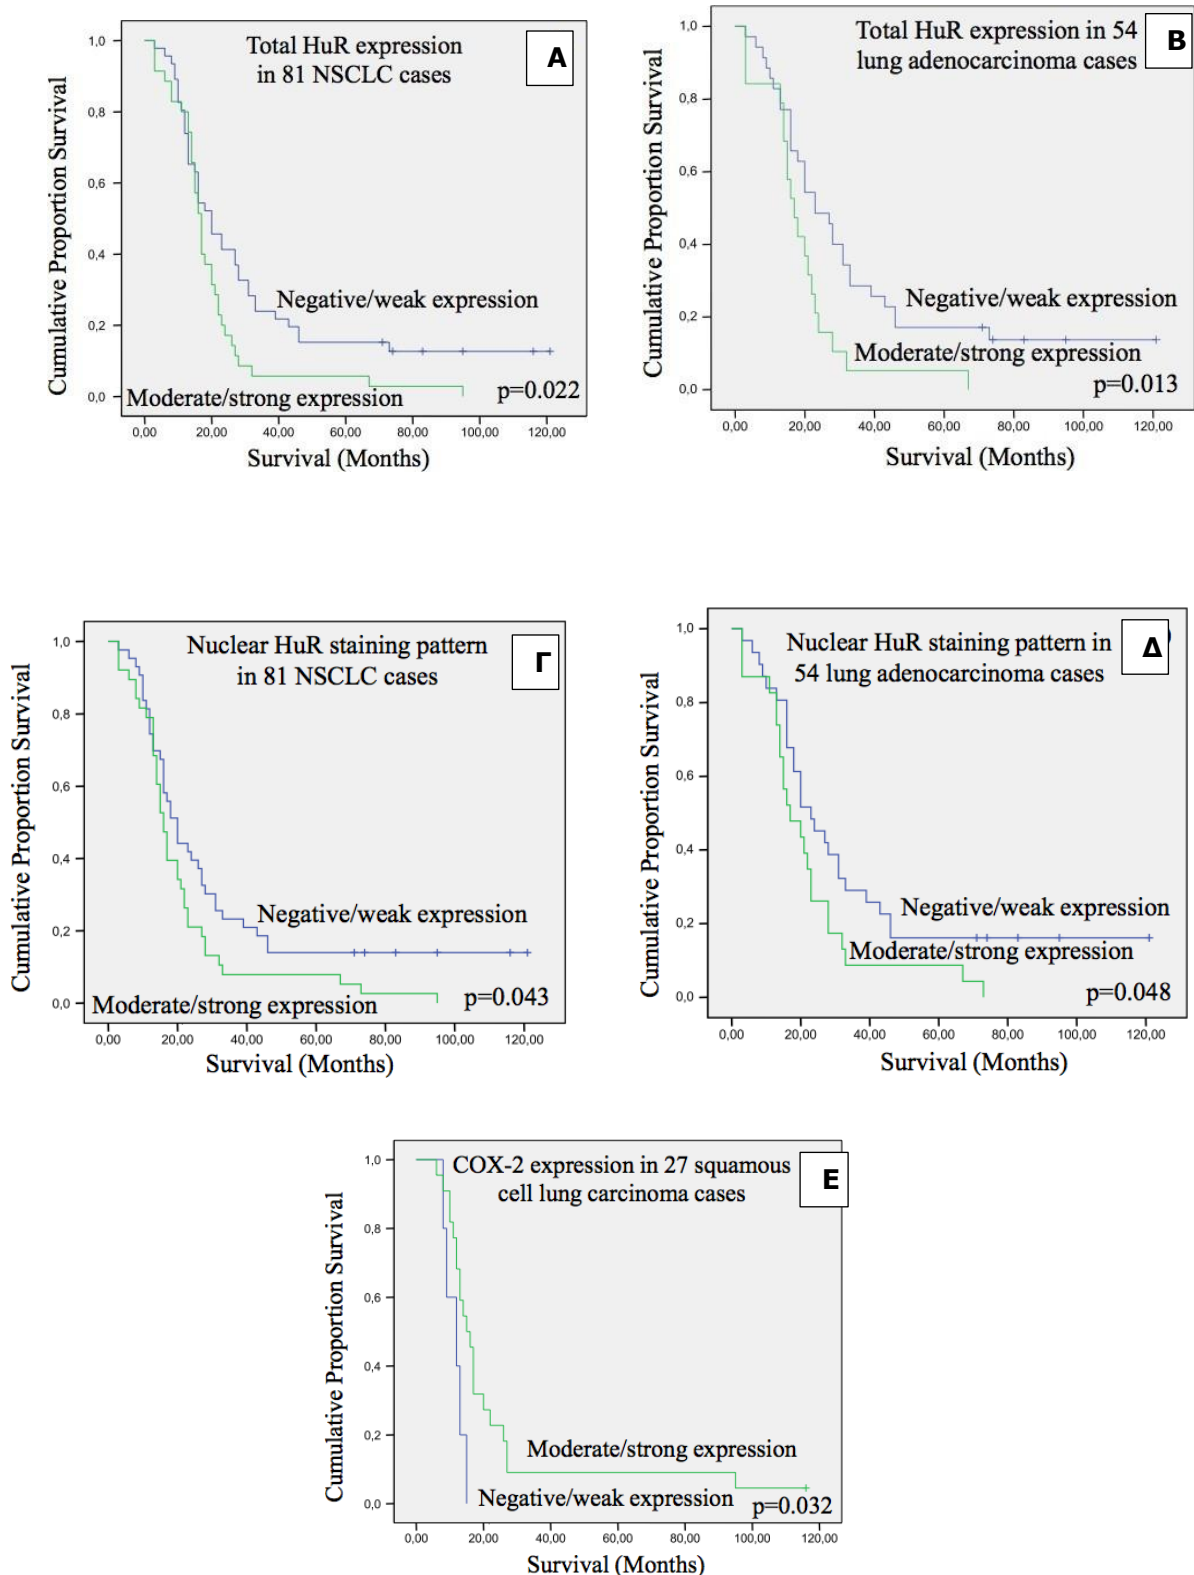 Total HuR expression
in 81 NSCLC cases
A
Cumulative Proportion Survival
1,0
0,8
0,6
0,4
0,2
0,0
Negative/weak expression
Moderate/strong expression
p=0.022
0,00 20,00 40,00 60,00 80,00 100,00 120,00
Survival (Months)
Total HuR expression in 54
lung adenocarcinoma cases
B
Cumulative Proportion Survival
1,0
0,8
0,6
0,4
0,2
0,0
Negative/weak expression
Moderate/strong expression
p=0.013
0,00 20,00 40,00 60,00 80,00 100,00 120,00
Survival (Months)
Nuclear HuR staining pattern
in 81 NSCLC cases
Γ
Cumulative Proportion Survival
1,0
0,8
0,6
0,4
0,2
0,0
Negative/weak expression
Moderate/strong expression
p=0.043
0,00 20,00 40,00 60,00 80,00 100,00 120,00
Survival (Months)
Nuclear HuR staining pattern in
54 lung adenocarcinoma cases
Δ
Cumulative Proportion Survival
1,0
0,8
0,6
0,4
0,2
0,0
Negative/weak expression
Moderate/strong expression
p=0.048
0,00 20,00 40,00 60,00 80,00 100,00 120,00
Survival (Months)
COX-2 expression in 27 squamous
cell lung carcinoma cases
E
Cumulative Proportion Survival
1,0
0,8
0,6
0,4
0,2
0,0
Moderate/strong expression
Negative/weak expression
p=0.032
0,00 20,00 40,00 60,00 80,00 100,00 120,00
Survival (Months)